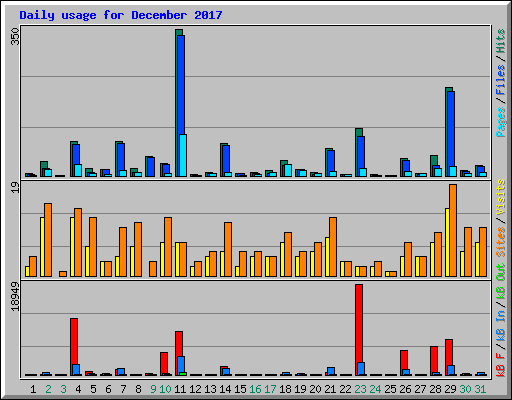 Daily usage for December 2017
350
Pages / Files / Hits
19
Sites / Visits
18949
kB F / kB In / kB Out
1 2 3 4 5 6 7 8 9 10 11 12 13 14 15 16 17 18 19 20 21 22 23 24 25 26 27 28 29 30 31